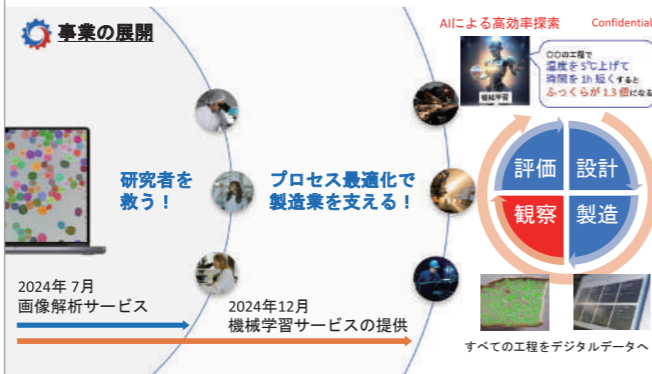 事業の展開
AIによる高効率探索
Confidential
〇〇の工程で
温度を5℃上げて
時間を1h短くすると
ふっくらが1.3倍になる
機械学習
研究者を
救う！
プロセス最適化で
製造業を支える！
評価
設計
観察
製造
2024年7月
画像解析サービス
2024年12月
機械学習サービスの提供
すべての工程をデジタルデータへ